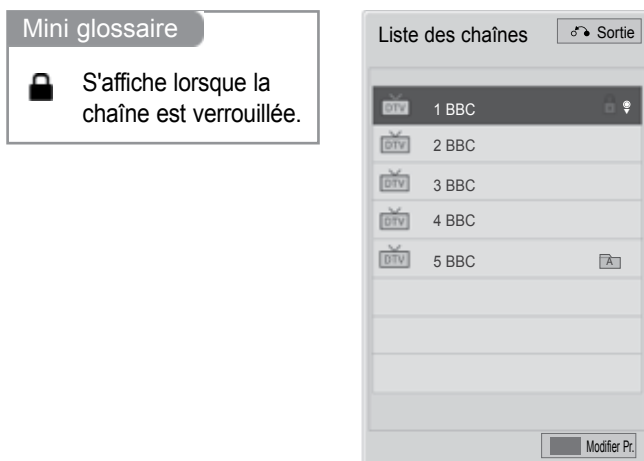 Mini glossaire
S'affiche lorsque la
chaîne est verrouillée.
Liste des chaînes
Sortie
DTV 1 BBC
DTV 2 BBC
DTV 3 BBC
DTV 4 BBC
DTV 5 BBC A
Modifier Pr.